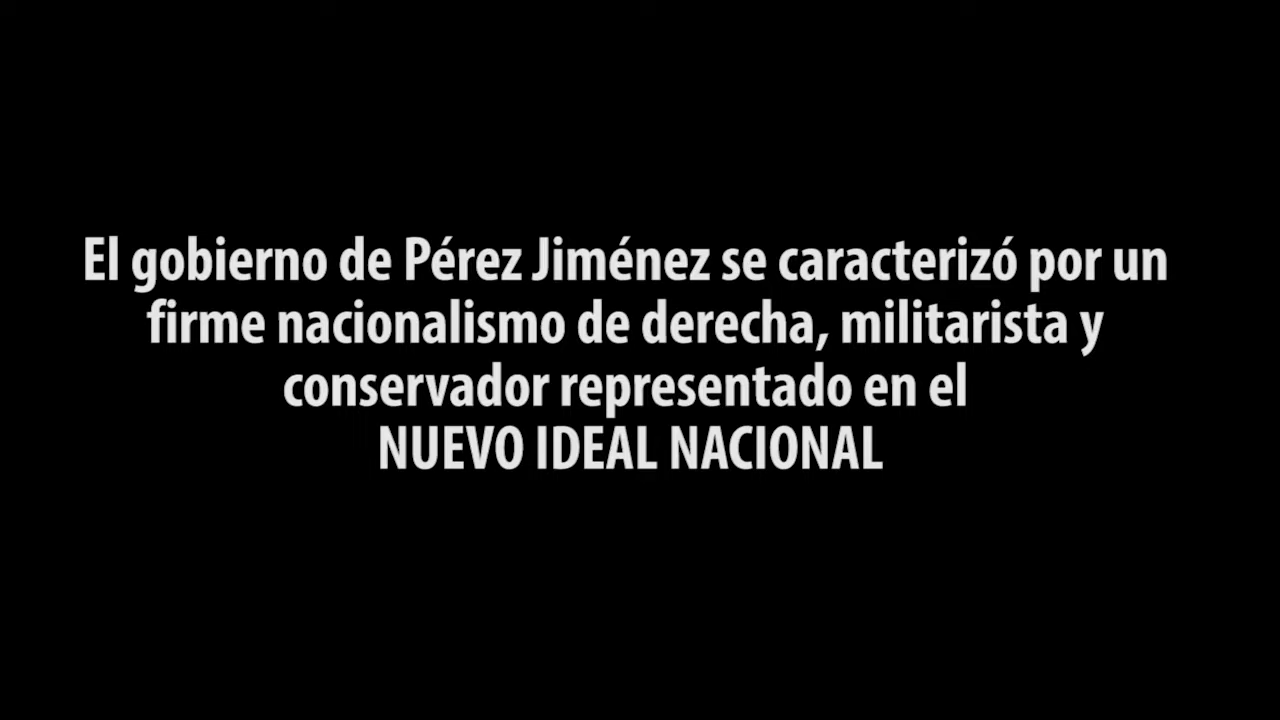 El gobierno de Pérez Jiménez se caracterizó por un
firme nacionalismo de derecha, militarista y
conservador representado en el
NUEVO IDEAL NACIONAL